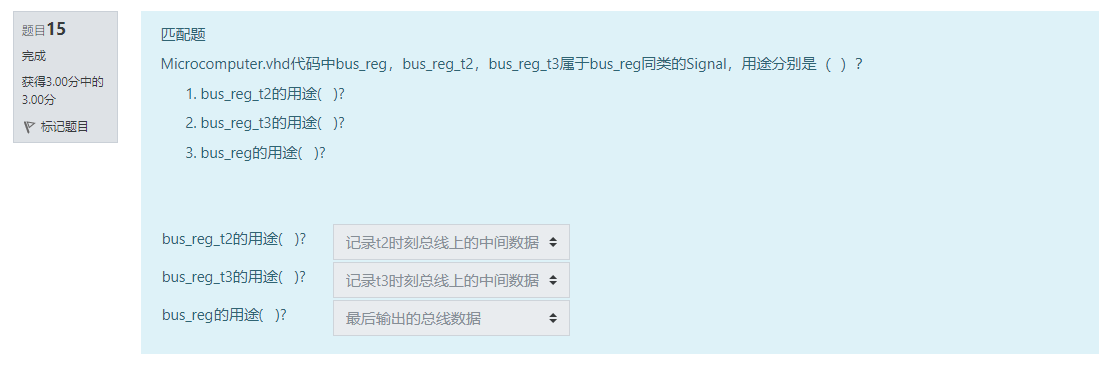 题目15
完成
获得3.00分中的
3.00分
标记题目
匹配题
Microcomputer.vhd代码中bus_reg，bus_reg_t2，bus_reg_t3属于bus_reg同类的Signal，用途分别是（ ）？
1. bus_reg_t2的用途( )?
2. bus_reg_t3的用途( )?
3. bus_reg的用途( )?
bus_reg_t2的用途( )? 记录t2时刻总线上的中间数据
bus_reg_t3的用途( )? 记录t3时刻总线上的中间数据
bus_reg的用途( )? 最后输出的总线数据